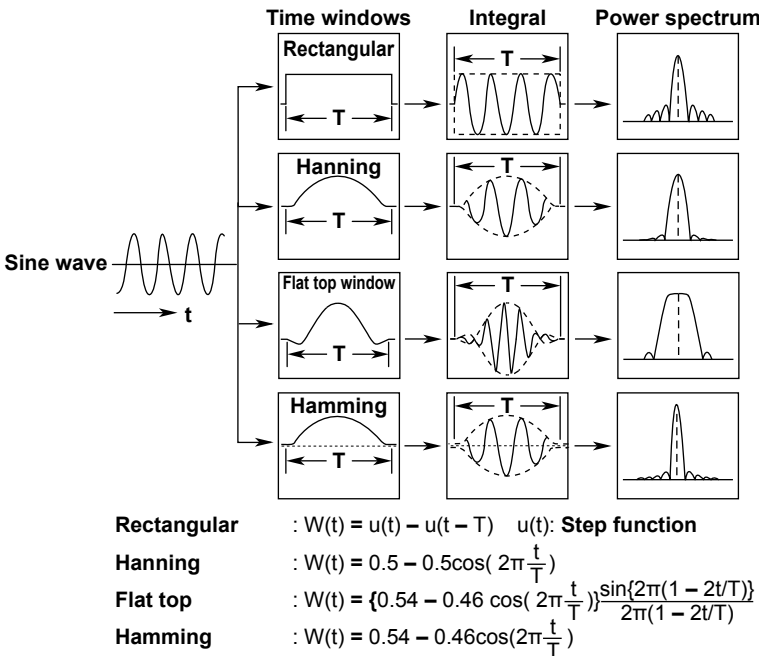 Time windows Integral Power spectrum
Rectangular
T
T
Hanning
T
T
Sine wave
t
Flat top window
T
T
Hamming
T
T
Rectangular : W(t) = u(t) – u(t – T) u(t): Step function
Hanning : W(t) = 0.5 – 0.5cos( 2π t/T )
Flat top : W(t) = {0.54 – 0.46 cos( 2π t/T )} sin{2π(1 – 2t/T)} / 2π(1 – 2t/T)
Hamming : W(t) = 0.54 – 0.46cos(2π t/T )